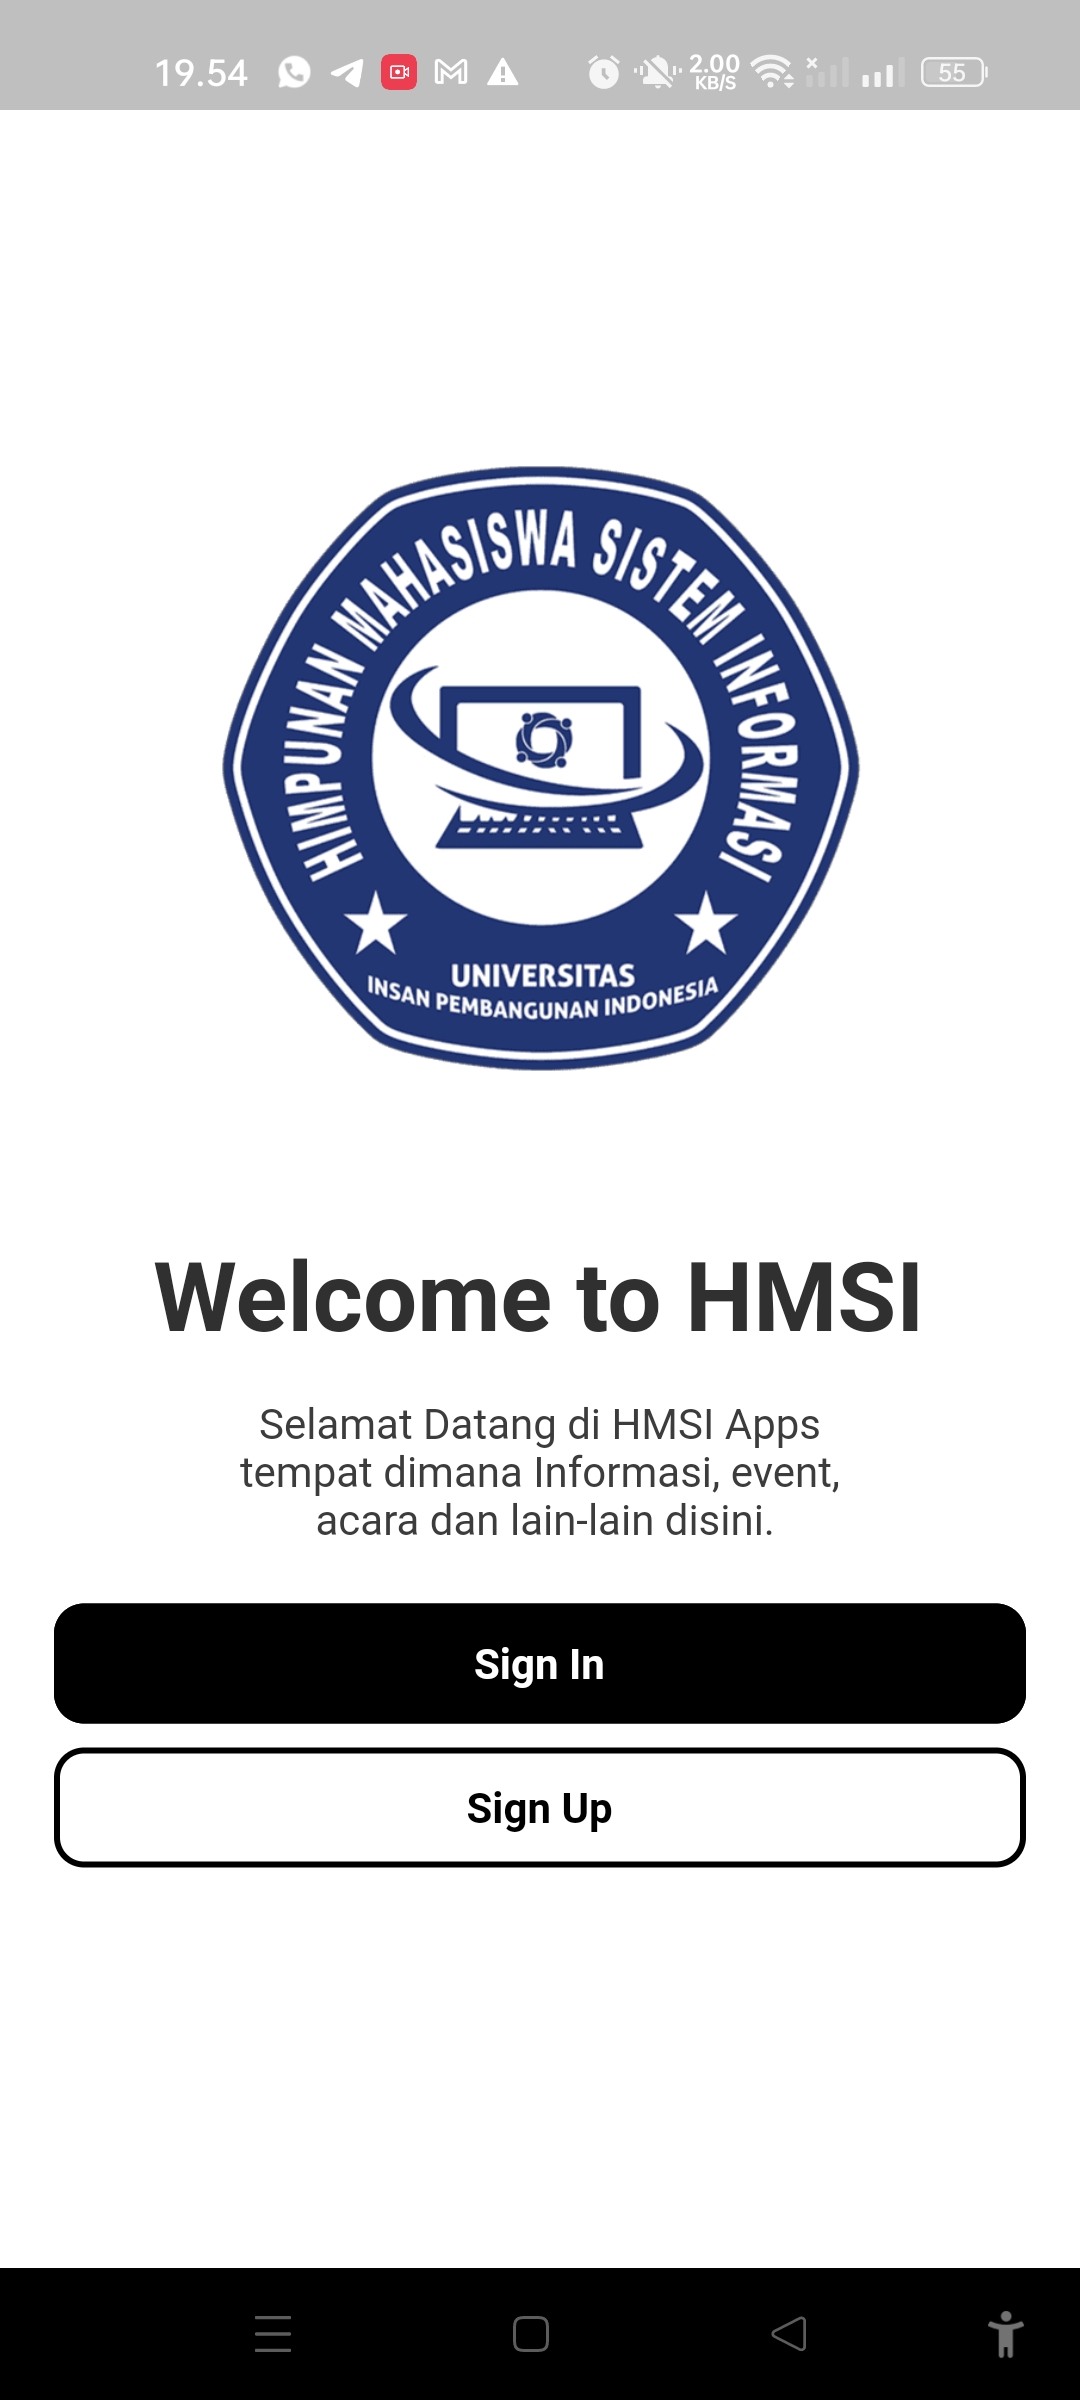 19.54
2.00
KB/S
55
HIMPUNAN MAHASISWA SISTEM INFORMASI
UNIVERSITAS
INSAN PEMBANGUNAN INDONESIA
Welcome to HMSI
Selamat Datang di HMSI Apps
tempat dimana Informasi, event,
acara dan lain-lain disini.
Sign In
Sign Up